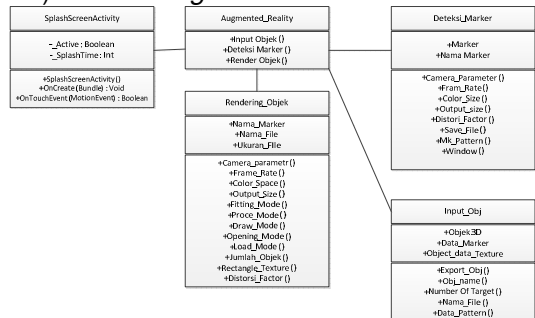 SplashScreenActivity
-_Active: Boolean
-_SplashTime: Int
+SplashScreenActivity()
+OnCreate(Bundle) : Void
+OnTouchEvent(MotionEvent) : Boolean
Augmented_Reality
+Input Objek()
+Deteksi Marker()
+Render Objek()
Rendering_Objek
+Nama_Marker
+Nama_File
+Ukuran_File
+Camera_parametr()
+Frame_Rate()
+Color_Space()
+Output_Size()
+Fitting_Mode()
+Proce_Mode()
+Draw_Mode()
+Opening_Mode()
+Load_Mode()
+Jumlah_Objek()
+Rectangle_Texture()
+Distorsi_Factor()
Deteksi_Marker
+Marker
+Nama Marker
+Camera_Parameter()
+Fram_Rate()
+Color_Size()
+Output_size()
+Distori_Factor()
+Save_File()
+Mk_Pattern()
+Window()
Input_Obj
+Objek3D
+Data_Marker
+Object_data_Texture
+Export_Obj()
+Obj_name()
+Number Of Target()
+Nama_File()
+Data_Pattern()